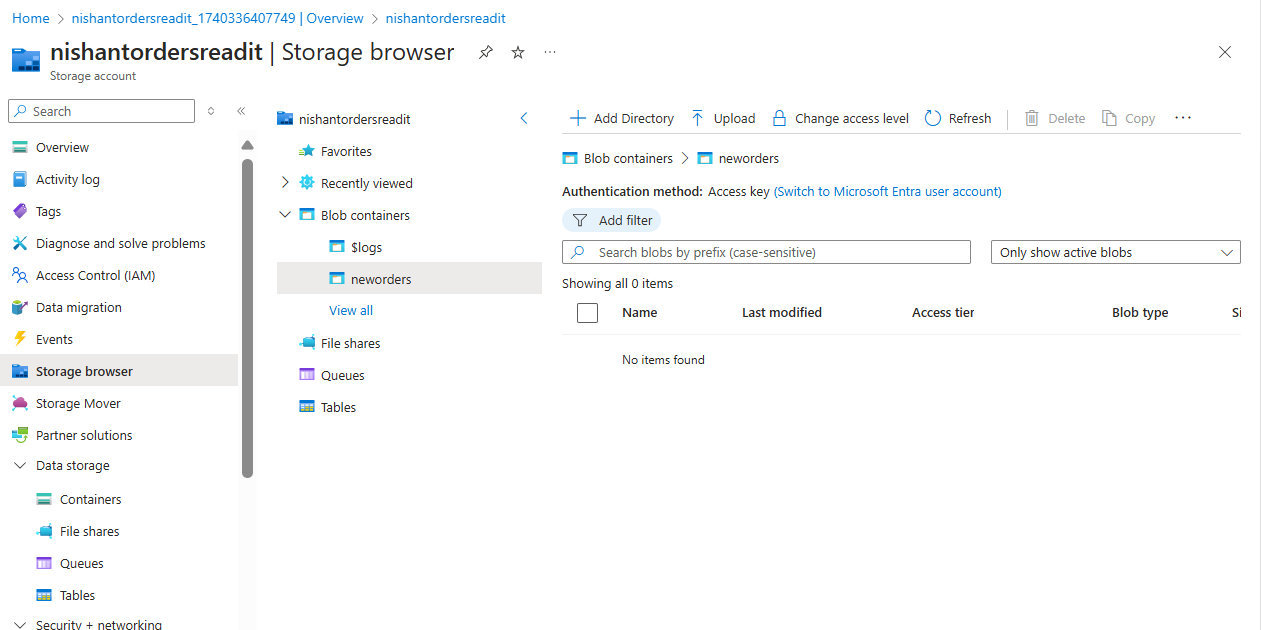 Home > nishantordersreadit_1740336407749 | Overview > nishantordersreadit
nishantordersreadit | Storage browser
Storage account
Search
Overview
Activity log
Tags
Diagnose and solve problems
Access Control (IAM)
Data migration
Events
Storage browser
Storage Mover
Partner solutions
Data storage
Containers
File shares
Queues
Tables
Security + networking
nishantordersreadit
Favorites
Recently viewed
Blob containers
$logs
neworders
View all
File shares
Queues
Tables
Add Directory Upload Change access level Refresh Delete Copy ...
Blob containers > neworders
Authentication method: Access key (Switch to Microsoft Entra user account)
Add filter
Search blobs by prefix (case-sensitive) Only show active blobs
Showing all 0 items
Name Last modified Access tier Blob type Si
No items found